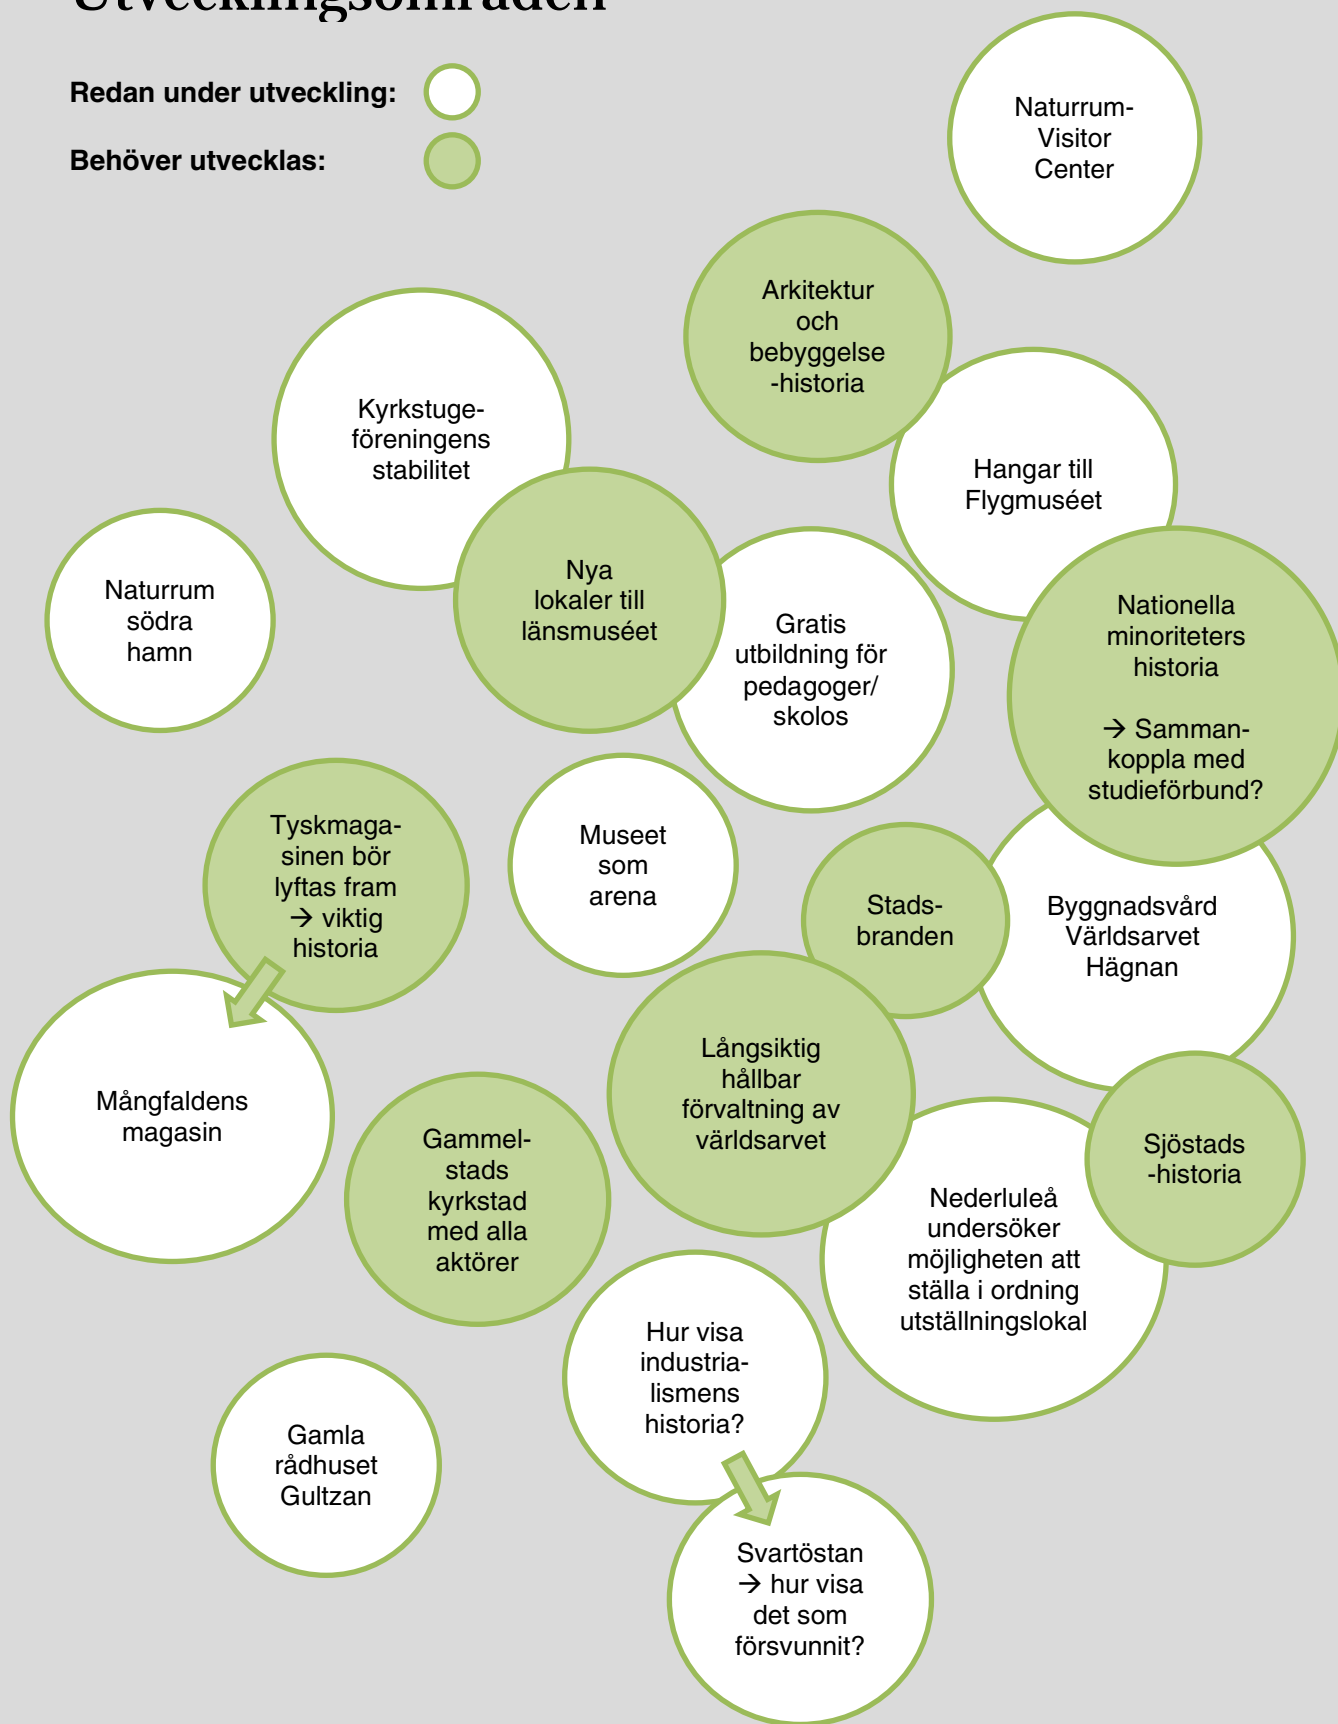 Utvecklingsområden
Redan under utveckling:
Behöver utvecklas:
Naturrum-
Visitor
Center
Arkitektur
och
bebyggelse
-historia
Kyrkstuge-
föreningens
stabilitet
Hangar till
Flygmuséet
Nya
lokaler till
länsmuséet
Naturrum
södra
hamn
Gratis
utbildning för
pedagoger/
skolos
Nationella
minoriteters
historia
→ Samman-
koppla med
studieförbund?
Tyskmaga-
sinen bör
lyftas fram
→ viktig
historia
Museet
som
arena
Stads-
branden
Byggnadsvård
Världsarvet
Hägnan
Mångfaldens
magasin
Långsiktig
hållbar
förvaltning av
världsarvet
Gammel-
stads
kyrkstad
med alla
aktörer
Sjöstads
-historia
Nederluleå
undersöker
möjligheten att
ställa i ordning
utställningslokal
Hur visa
industria-
lismens
historia?
Gamla
rådhuset
Gultzan
Svartöstan
→ hur visa
det som
försvunnit?